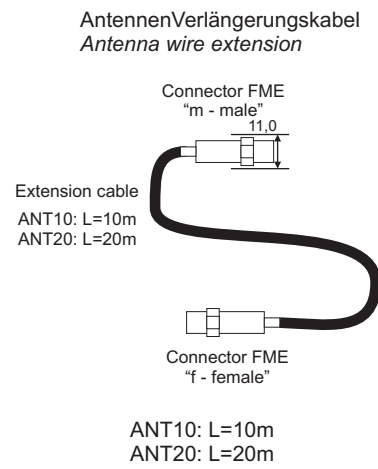 AntennenVerlängerungskabel
Antenna wire extension
Connector FME
“m - male”
11,0
Extension cable
ANT10: L=10m
ANT20: L=20m
Connector FME
“f - female”
ANT10: L=10m
ANT20: L=20m